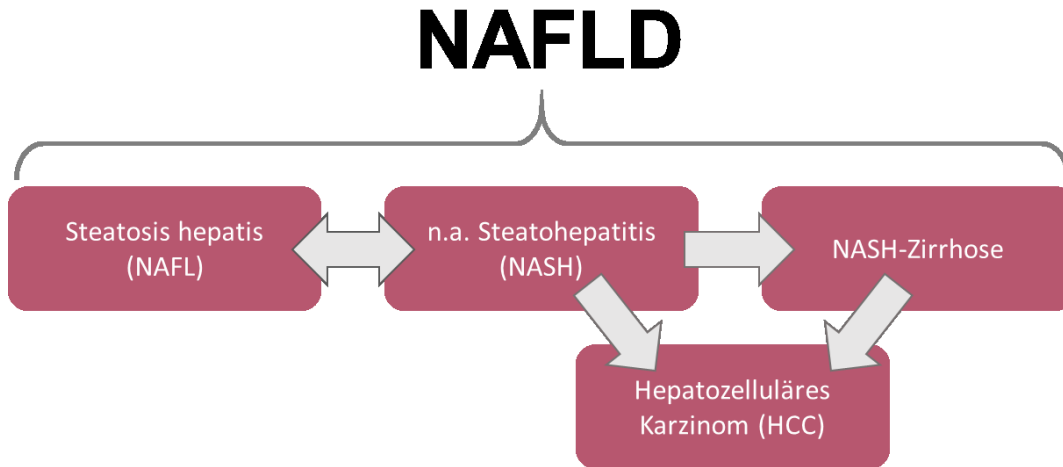 NAFLD
Steatosis hepatis
(NAFL)
n.a. Steatohepatitis
(NASH)
NASH-Zirrhose
Hepatozelluläres
Karzinom (HCC)